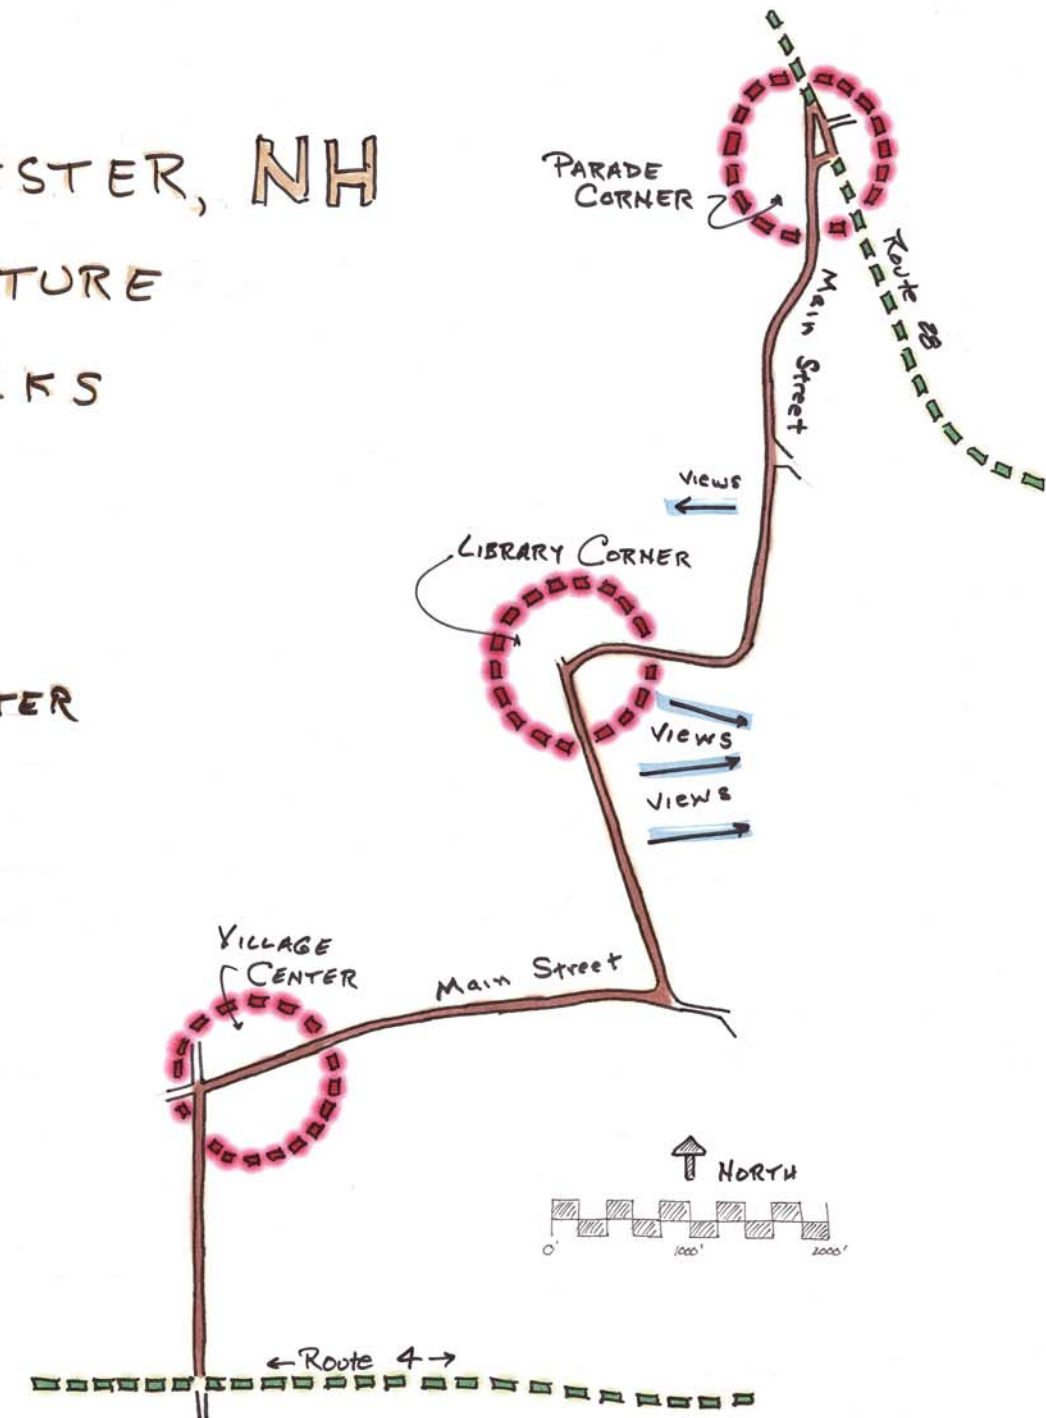 STER, NH
TURE
KS
TER
PARADE
CORNER
Route 28
Main Street
VIEWS
LIBRARY CORNER
VIEWS
VIEWS
VILLAGE
CENTER
Main Street
NORTH
0' 1000' 2000'
←Route 4→